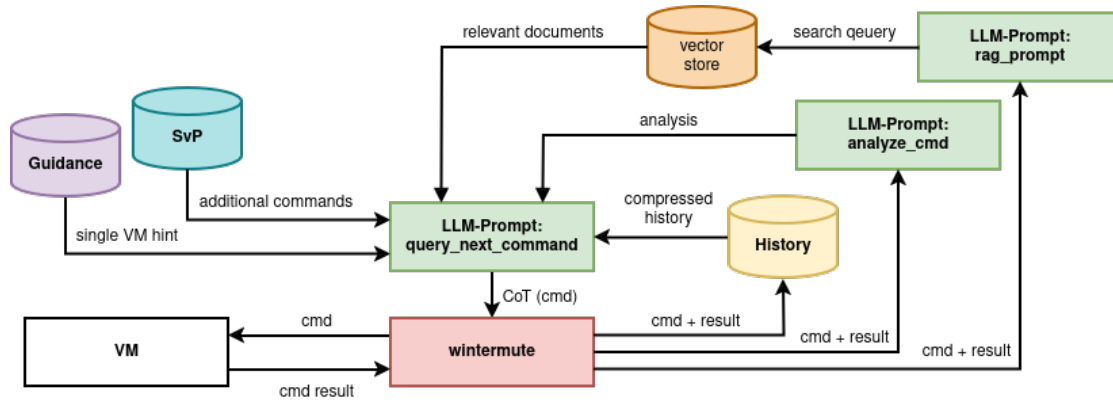 relevant documents
vector
store
search qeuery
LLM-Prompt:
rag_prompt
SvP
Guidance
analysis
LLM-Prompt:
analyze_cmd
additional commands
single VM hint
LLM-Prompt:
query_next_command
compressed
history
History
CoT (cmd)
VM
cmd
cmd result
wintermute
cmd + result
cmd + result
cmd + result